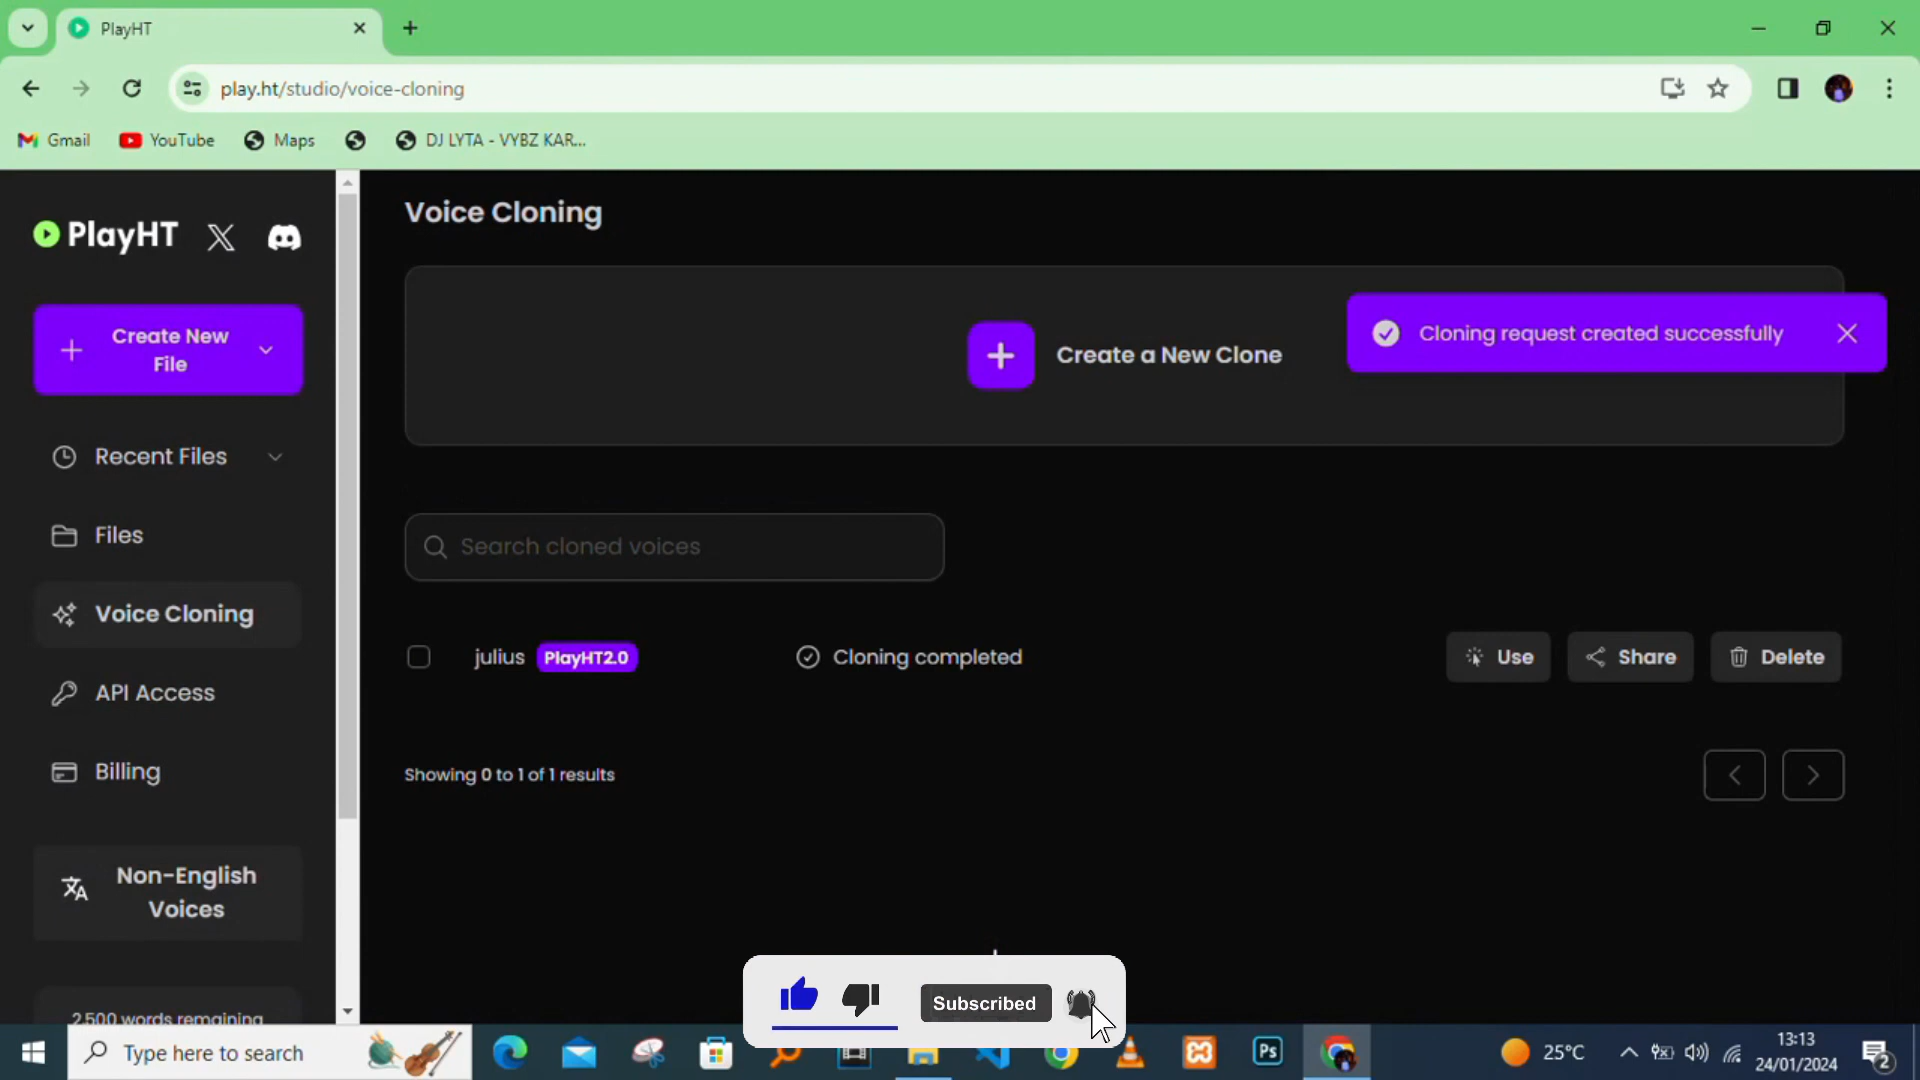 PlayHT
play.ht/studio/voice-cloning
Gmail
YouTube
Maps
DJ LYTA - VYBZ KAR...
PlayHT
Create New
File
Recent Files
Files
Voice Cloning
API Access
Billing
Non-English
Voices
2,500 words remaining
Voice Cloning
Create a New Clone
Cloning request created successfully
Search cloned voices
julius PlayHT2.0 Cloning completed Use Share Delete
Showing 0 to 1 of 1 results
Subscribed
Type here to search
Ps
25°C
13:13
24/01/2024
2